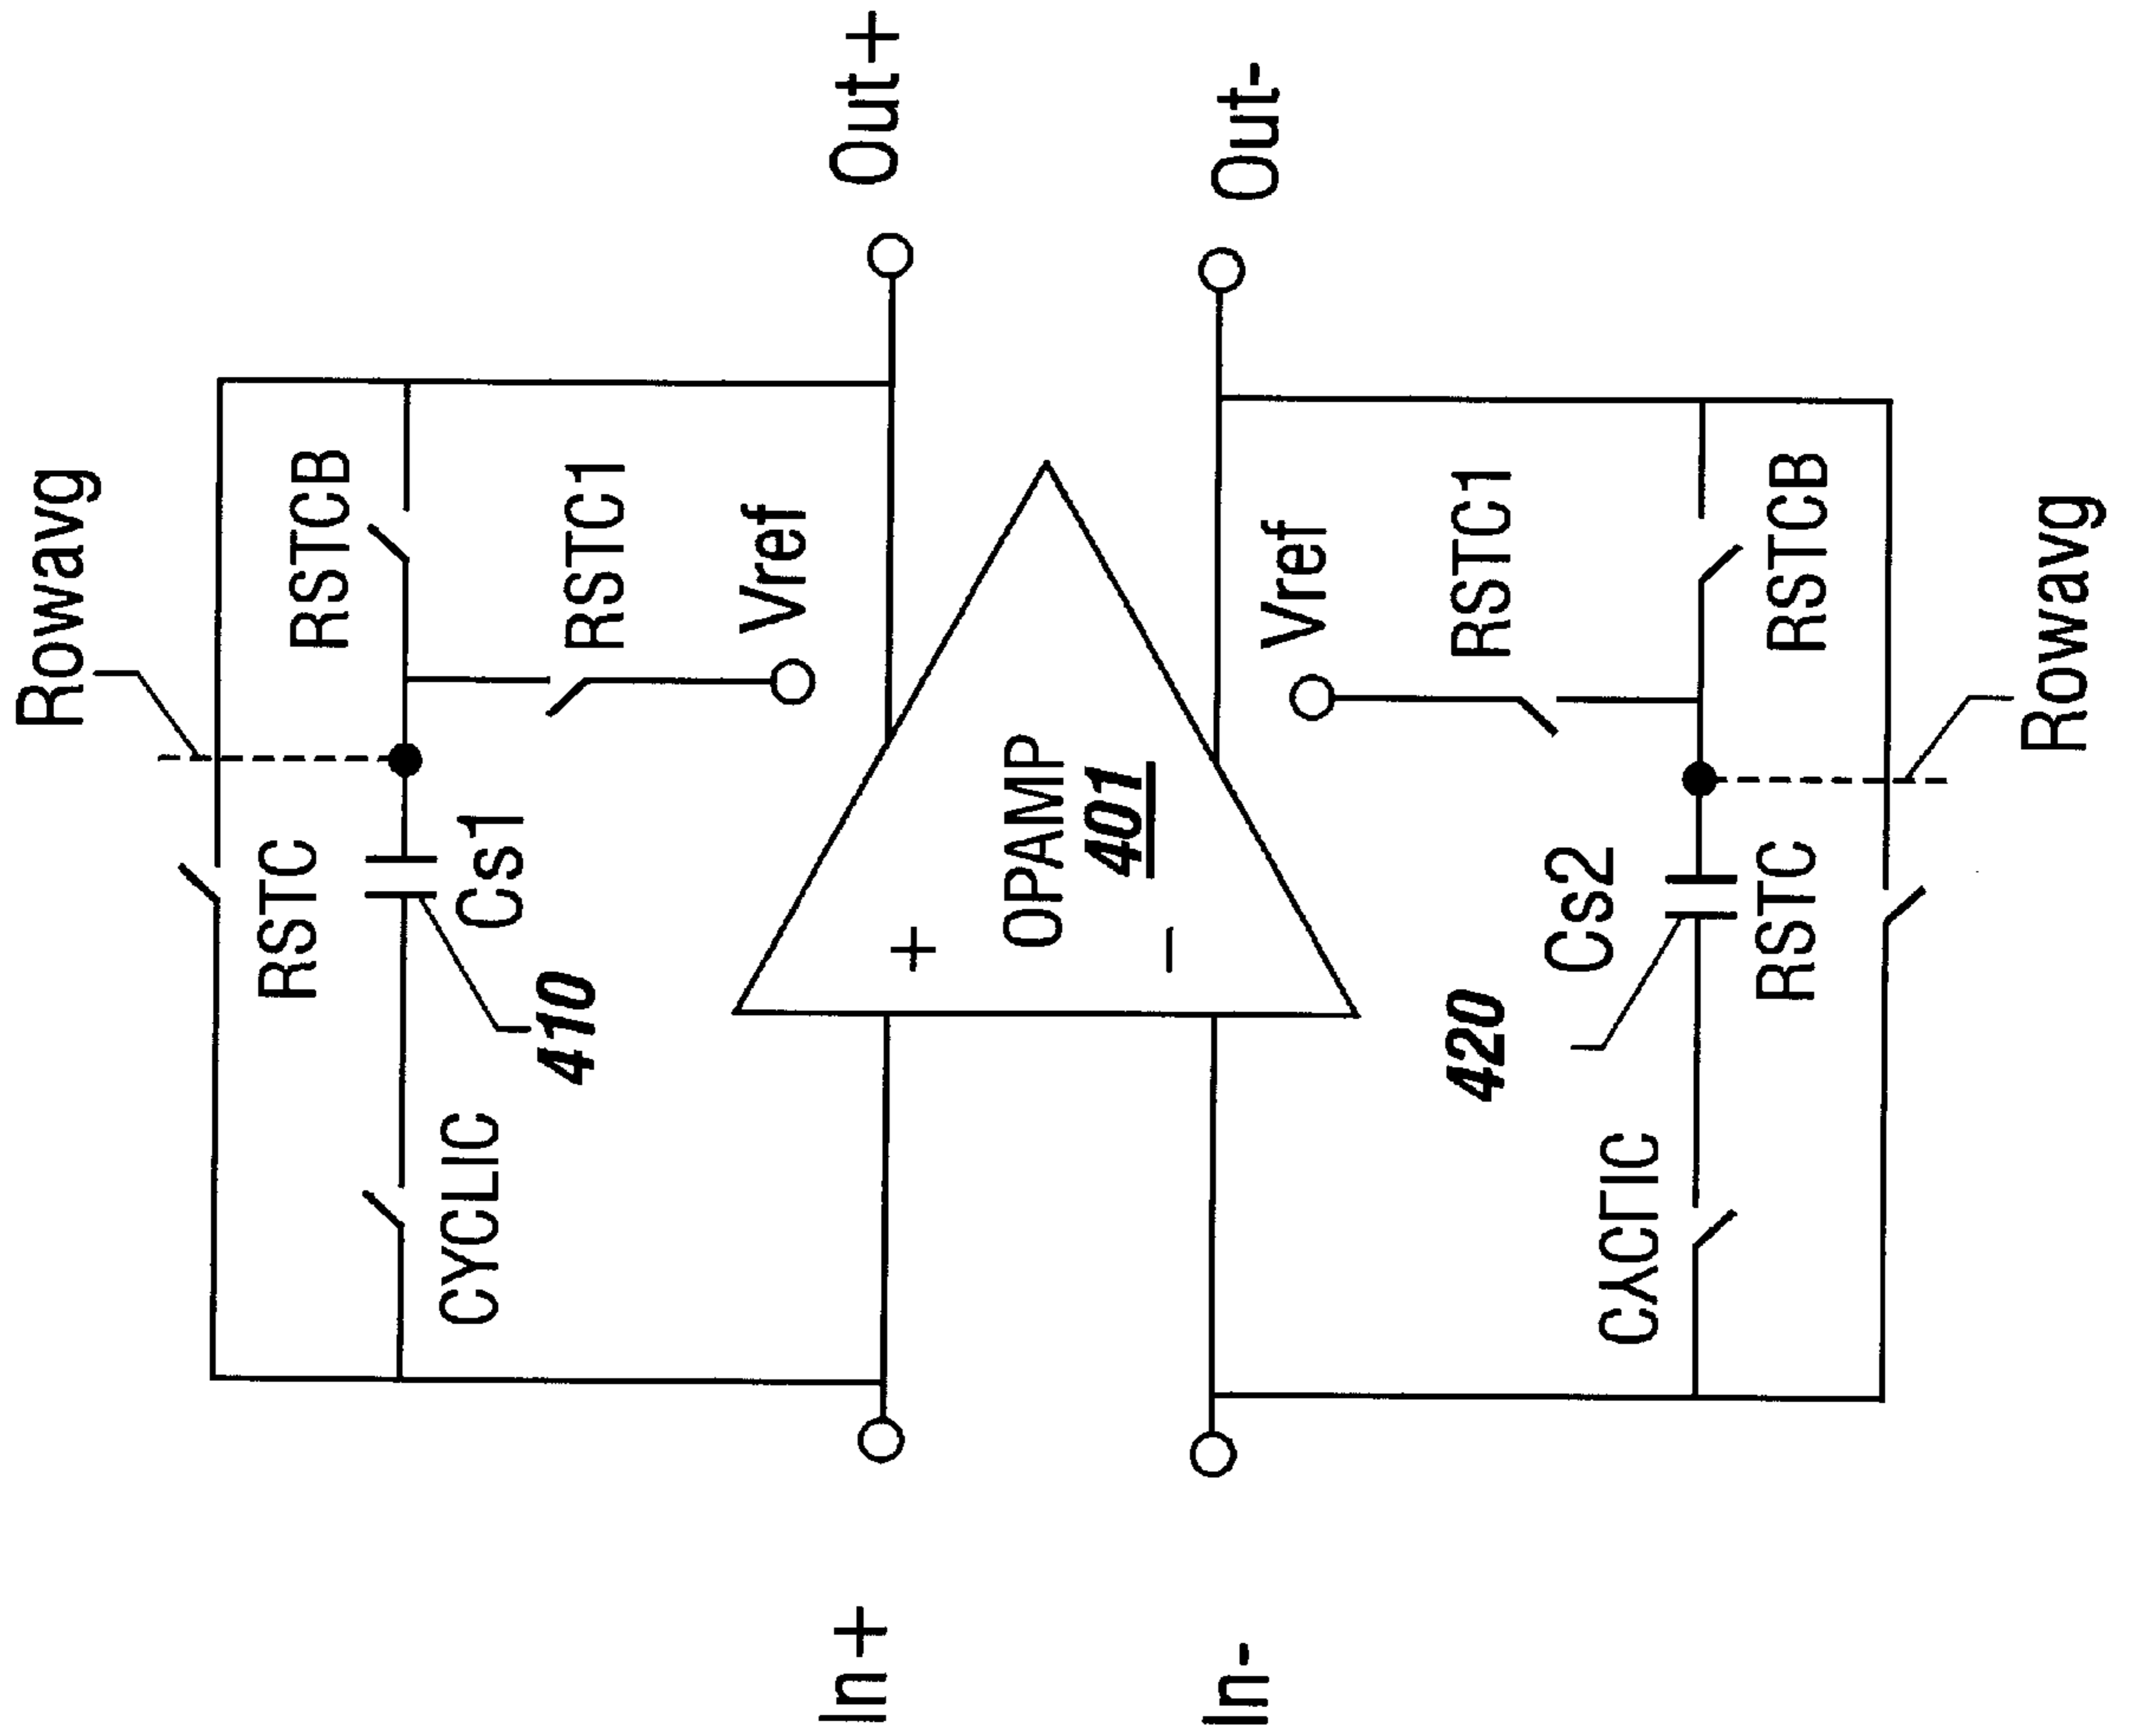 Rowavg
RSTC
RSTCB
CYCLIC
Cs1
410
RSTC1
Vref
In+
Out+
+
OPAMP
401
−
In-
Out-
Vref
420
RSTC1
Cs2
CYCLIC
RSTC
RSTCB
Rowavg